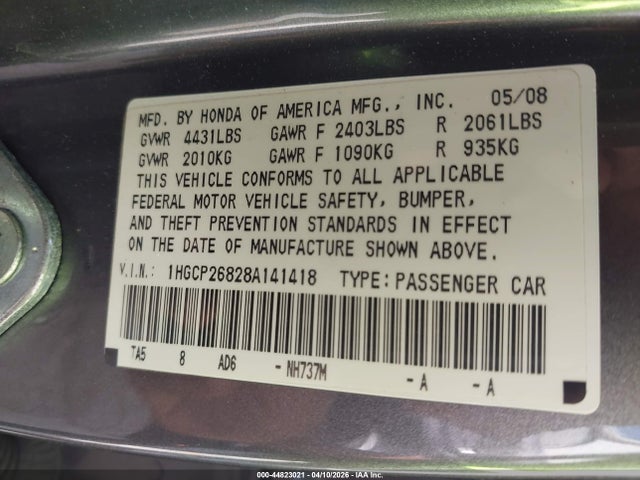 MFD. BY HONDA OF AMERICA MFG., INC. 05/08
GVWR 4431LBS GAWR F 2403LBS R 2061LBS
GVWR 2010KG GAWR F 1090KG R 935KG
THIS VEHICLE CONFORMS TO ALL APPLICABLE
FEDERAL MOTOR VEHICLE SAFETY, BUMPER,
AND THEFT PREVENTION STANDARDS IN EFFECT
ON THE DATE OF MANUFACTURE SHOWN ABOVE.
V.I.N.: 1HGCP26828A141418 TYPE: PASSENGER CAR
TA5 8 AD6 - NH737M - A - A
000-44823021 - 04/10/2026 - IAA Inc.